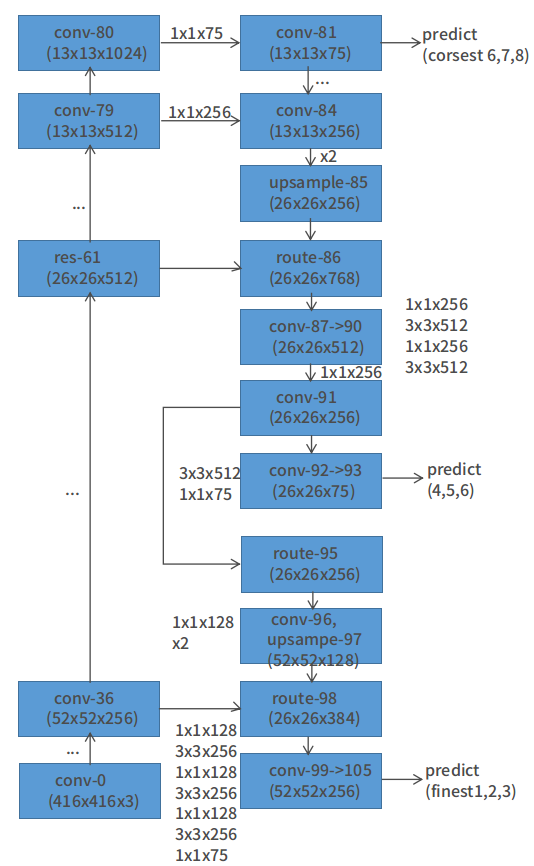 conv-80
(13x13x1024)
1x1x75
conv-81
(13x13x75)
predict
(corsest 6,7,8)
...
conv-79
(13x13x512)
1x1x256
conv-84
(13x13x256)
x2
upsample-85
(26x26x256)
...
res-61
(26x26x512)
route-86
(26x26x768)
1x1x256
3x3x512
1x1x256
3x3x512
conv-87->90
(26x26x512)
1x1x256
conv-91
(26x26x256)
3x3x512
1x1x75
conv-92->93
(26x26x75)
predict
(4,5,6)
...
route-95
(26x26x256)
1x1x128
x2
conv-96,
upsampe-97
(52x52x128)
conv-36
(52x52x256)
route-98
(26x26x384)
...
1x1x128
3x3x256
1x1x128
3x3x256
1x1x128
3x3x256
1x1x75
conv-0
(416x416x3)
conv-99->105
(52x52x256)
predict
(finest1,2,3)